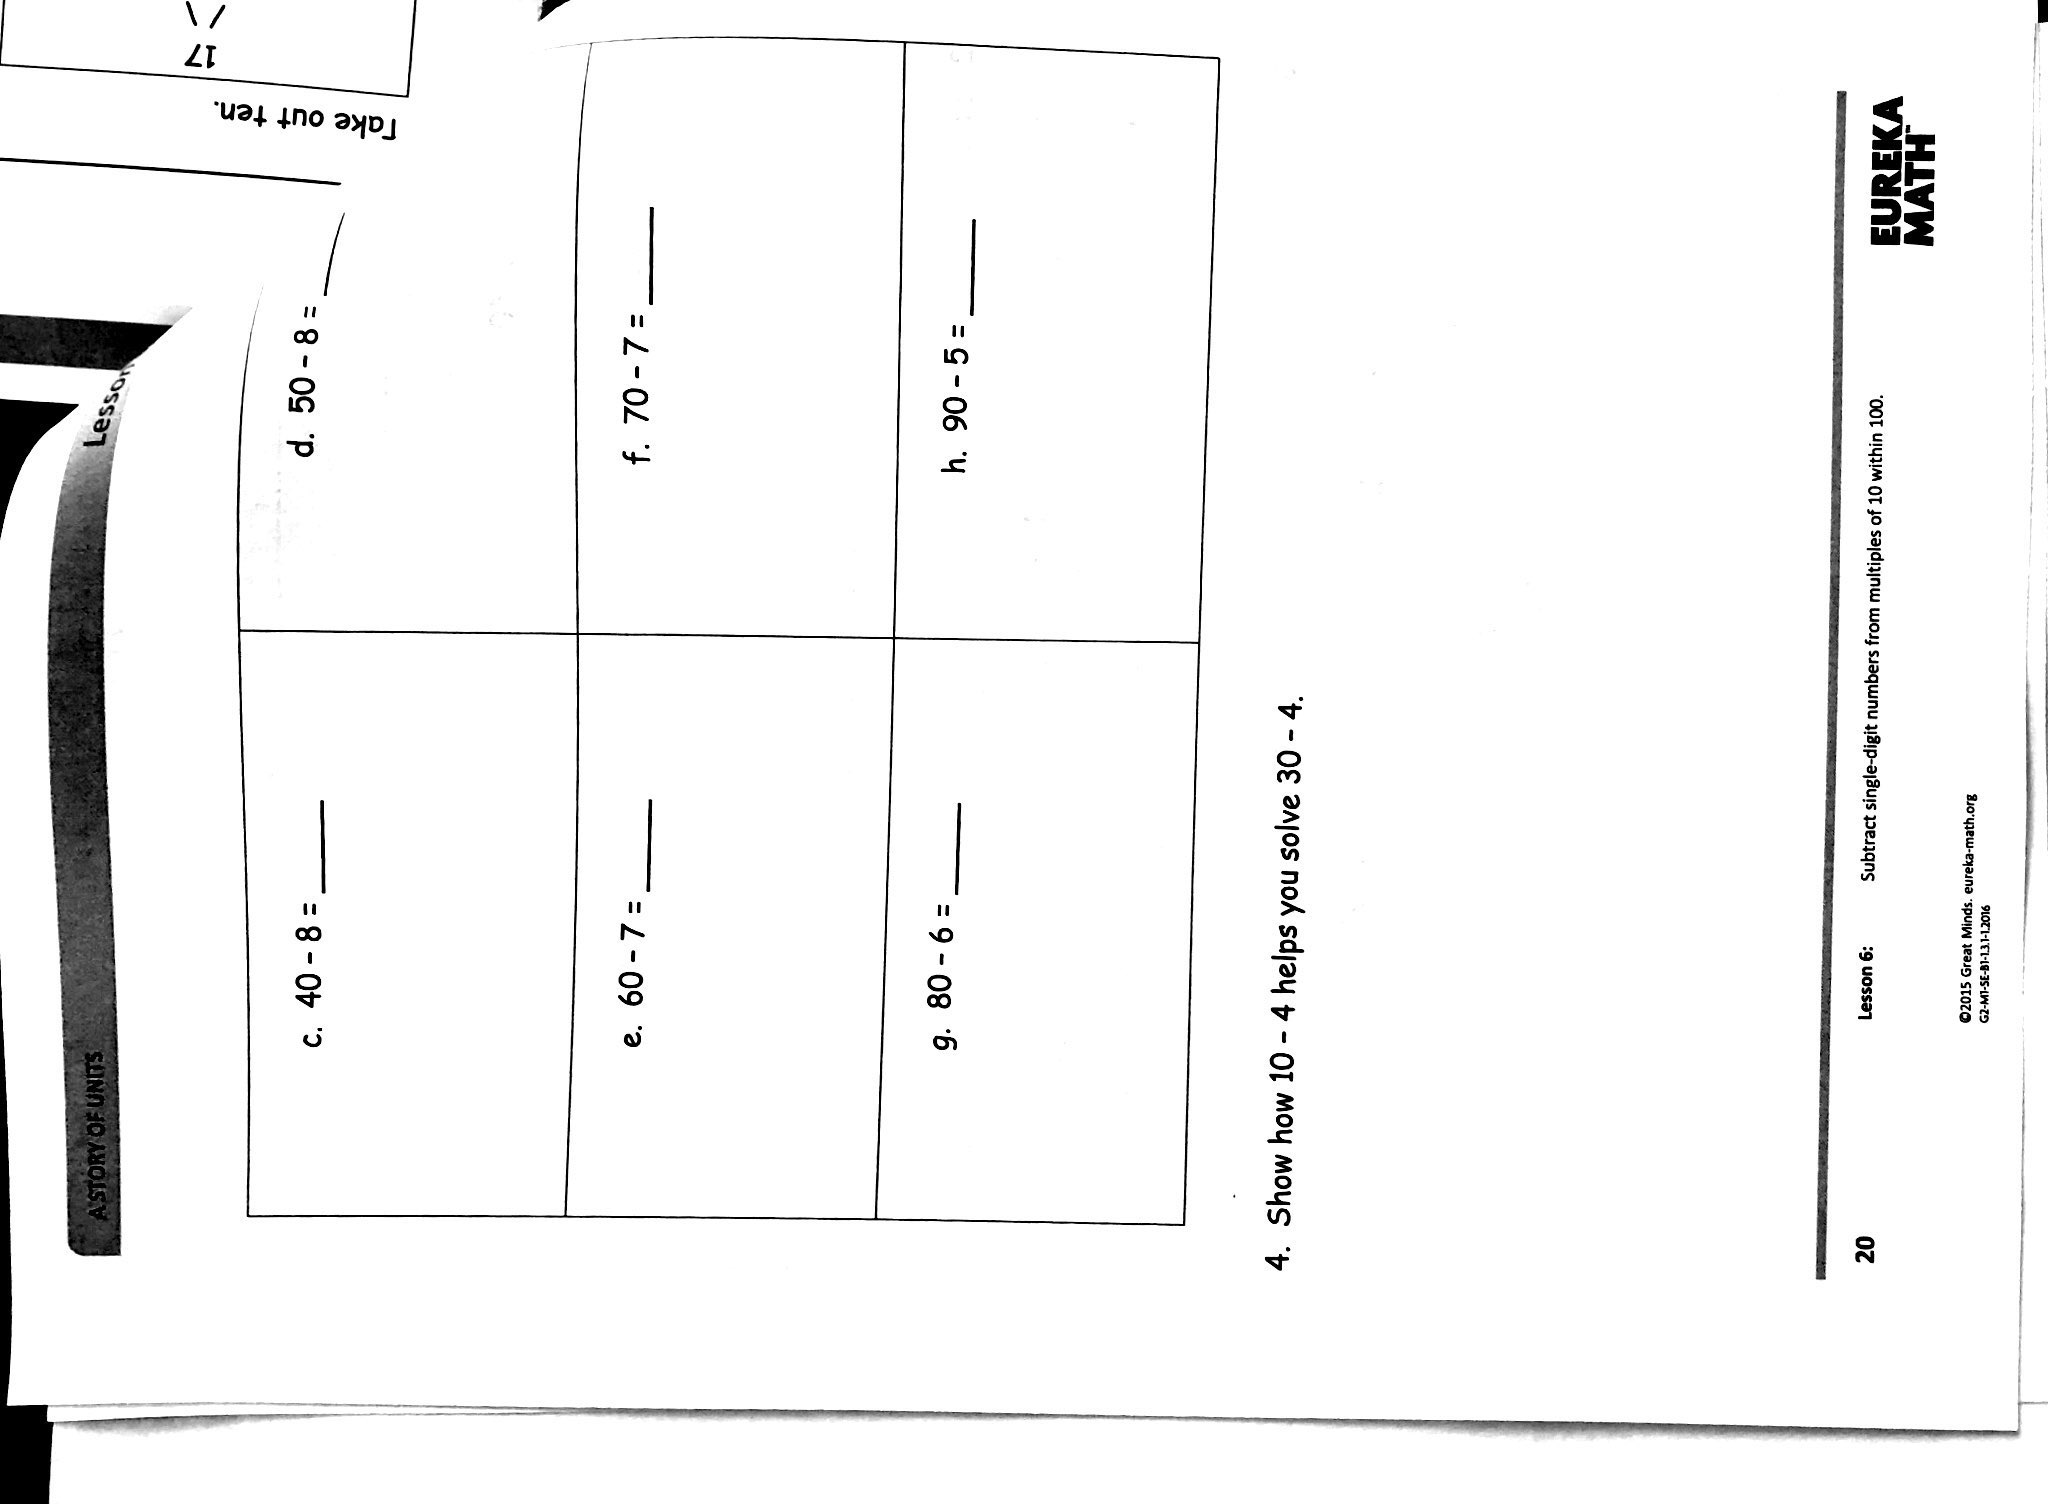 A STORY OF UNITS
Lesson
c. 40 - 8 = ____
d. 50 - 8 = ____
e. 60 - 7 = ____
f. 70 - 7 = ____
g. 80 - 6 = ____
h. 90 - 5 = ____
4. Show how 10 - 4 helps you solve 30 - 4.
20
Lesson 6: Subtract single-digit numbers from multiples of 10 within 100.
EUREKA
MATH™
©2015 Great Minds. eureka-math.org
G2-M1-SE-B1-1.3.1-1.2016
Take out ten.
17